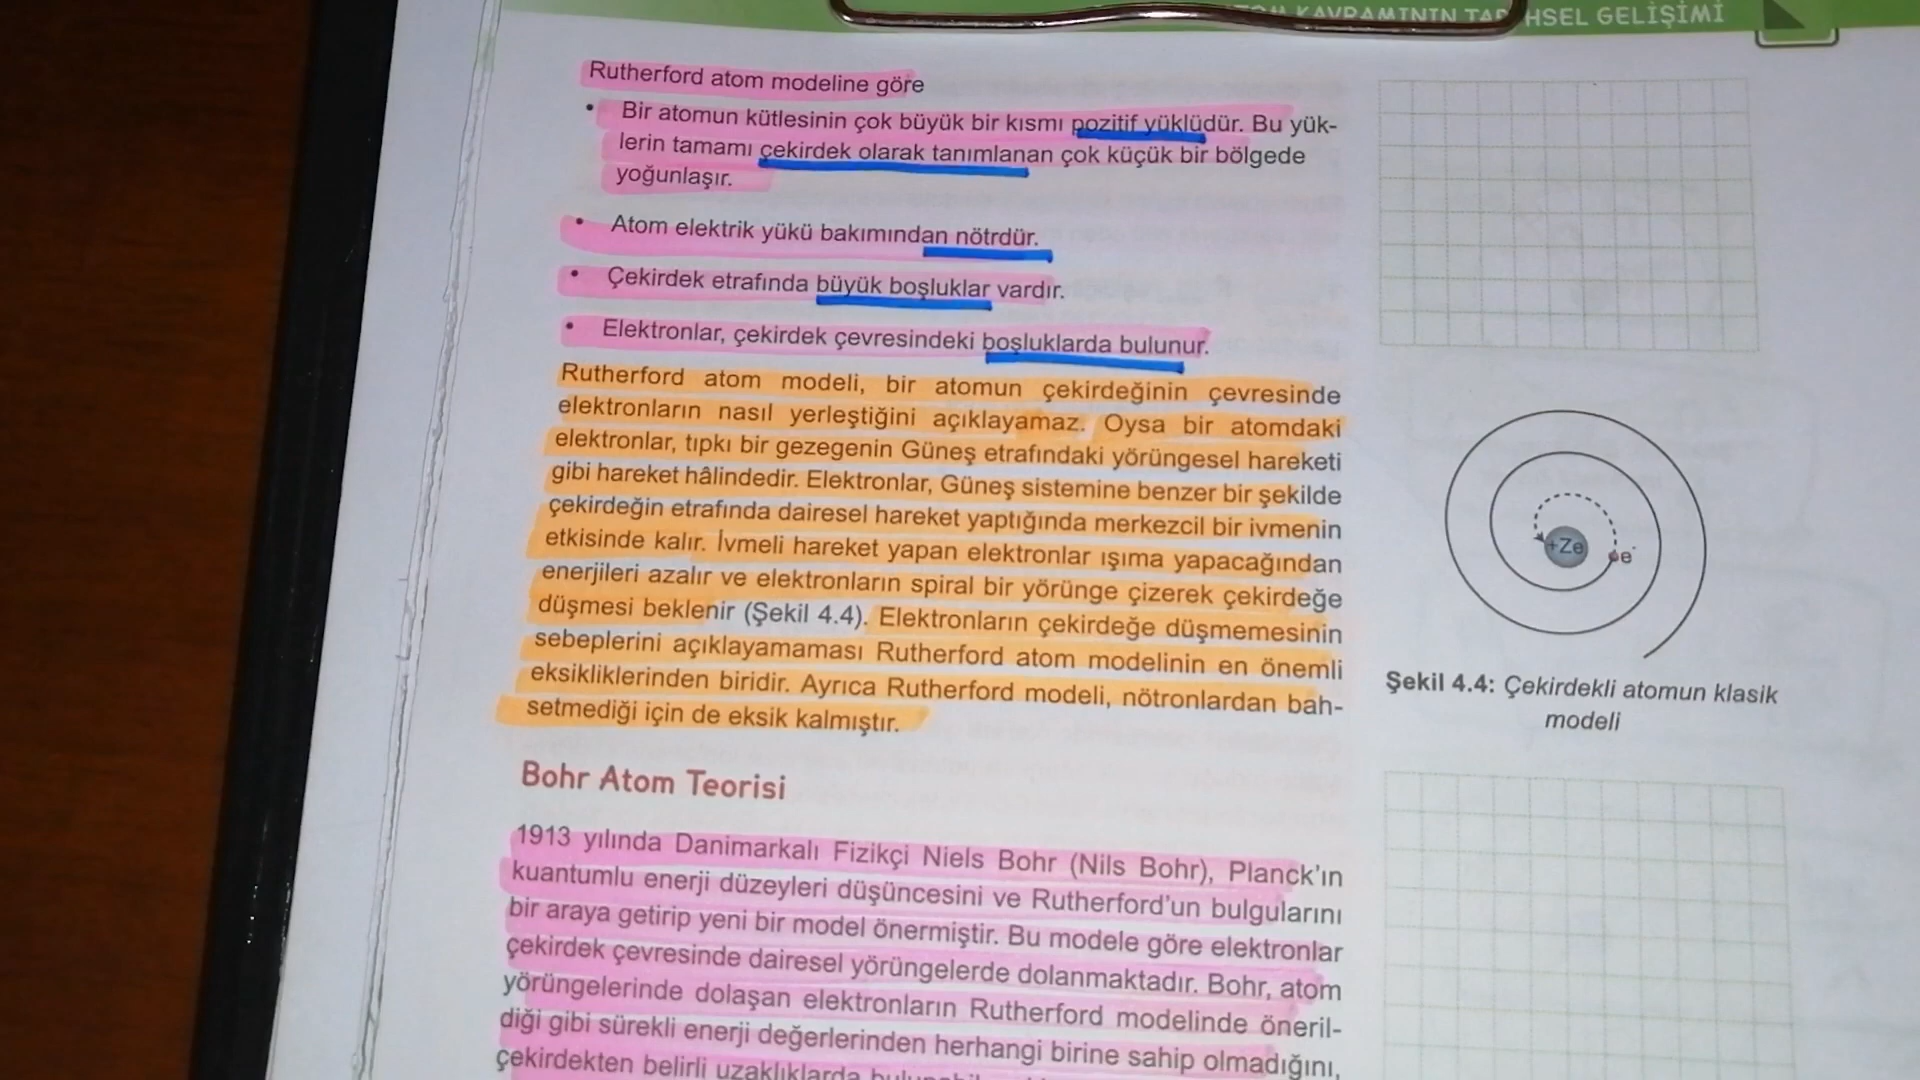 KAVRAMININ TAR HSEL GELİŞİMİ
Rutherford atom modeline göre
• Bir atomun kütlesinin çok büyük bir kısmı pozitif yüklüdür. Bu yük-
lerin tamamı çekirdek olarak tanımlanan çok küçük bir bölgede
yoğunlaşır.
• Atom elektrik yükü bakımından nötrdür.
• Çekirdek etrafında büyük boşluklar vardır.
• Elektronlar, çekirdek çevresindeki boşluklarda bulunur.
Rutherford atom modeli, bir atomun çekirdeğinin çevresinde
elektronların nasıl yerleştiğini açıklayamaz. Oysa bir atomdaki
elektronlar, tıpkı bir gezegenin Güneş etrafındaki yörüngesel hareketi
gibi hareket hâlindedir. Elektronlar, Güneş sistemine benzer bir şekilde
çekirdeğin etrafında dairesel hareket yaptığında merkezcil bir ivmenin
etkisinde kalır. İvmeli hareket yapan elektronlar ışıma yapacağından
enerjileri azalır ve elektronların spiral bir yörünge çizerek çekirdeğe
düşmesi beklenir (Şekil 4.4). Elektronların çekirdeğe düşmemesinin
sebeplerini açıklayamaması Rutherford atom modelinin en önemli
eksikliklerinden biridir. Ayrıca Rutherford modeli, nötronlardan bah-
setmediği için de eksik kalmıştır.
+Ze
e-
Şekil 4.4: Çekirdekli atomun klasik
modeli
Bohr Atom Teorisi
1913 yılında Danimarkalı Fizikçi Niels Bohr (Nils Bohr), Planck'ın
kuantumlu enerji düzeyleri düşüncesini ve Rutherford'un bulgularını
bir araya getirip yeni bir model önermiştir. Bu modele göre elektronlar
çekirdek çevresinde dairesel yörüngelerde dolanmaktadır. Bohr, atom
yörüngelerinde dolaşan elektronların Rutherford modelinde öneril-
diği gibi sürekli enerji değerlerinden herhangi birine sahip olmadığını,
çekirdekten belirli uzaklıklarda